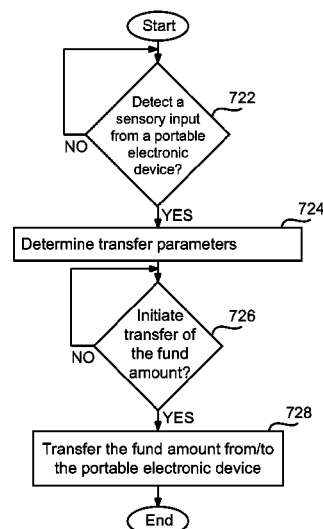 Start
722
Detect a
sensory input
from a portable
electronic
device?
NO
YES
724
Determine transfer parameters
726
Initiate
transfer of
the fund
amount?
NO
YES
728
Transfer the fund amount from/to
the portable electronic device
End